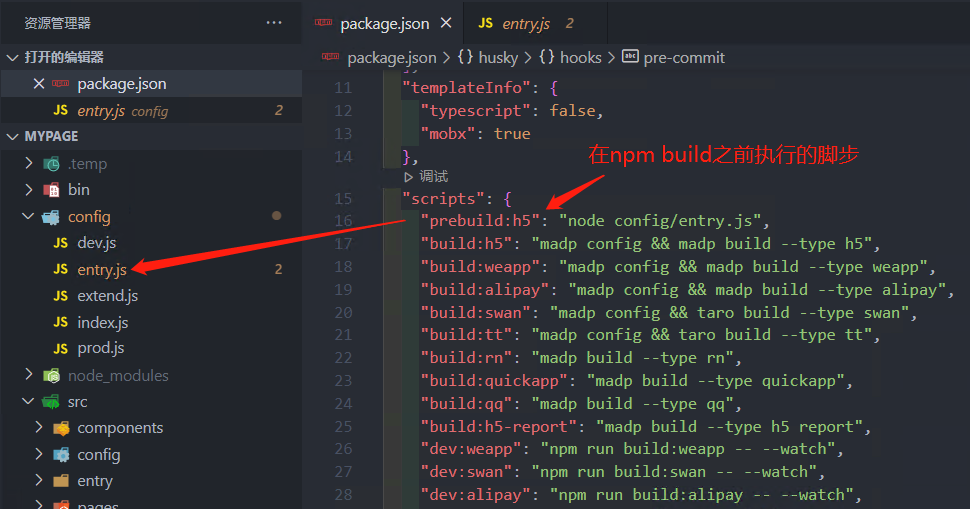 资源管理器
···
package.json
JS entry.js 2
打开的编辑器
package.json
JS entry.js config 2
MYPAGE
.temp
bin
config
JS dev.js
JS entry.js 2
JS extend.js
JS index.js
JS prod.js
node_modules
src
components
config
entry
pages
package.json > {} husky > {} hooks > abc pre-commit
11 "templateInfo": {
12 "typescript": false,
13 "mobx": true
14 },
调试
在npm build之前执行的脚步
15 "scripts": {
16 "prebuild:h5": "node config/entry.js",
17 "build:h5": "madp config && madp build --type h5",
18 "build:weapp": "madp config && madp build --type weapp",
19 "build:alipay": "madp config && madp build --type alipay",
20 "build:swan": "madp config && taro build --type swan",
21 "build:tt": "madp config && taro build --type tt",
22 "build:rn": "madp build --type rn",
23 "build:quickapp": "madp build --type quickapp",
24 "build:qq": "madp build --type qq",
25 "build:h5-report": "madp build --type h5 report",
26 "dev:weapp": "npm run build:weapp -- --watch",
27 "dev:swan": "npm run build:swan -- --watch",
28 "dev:alipay": "npm run build:alipay -- --watch",